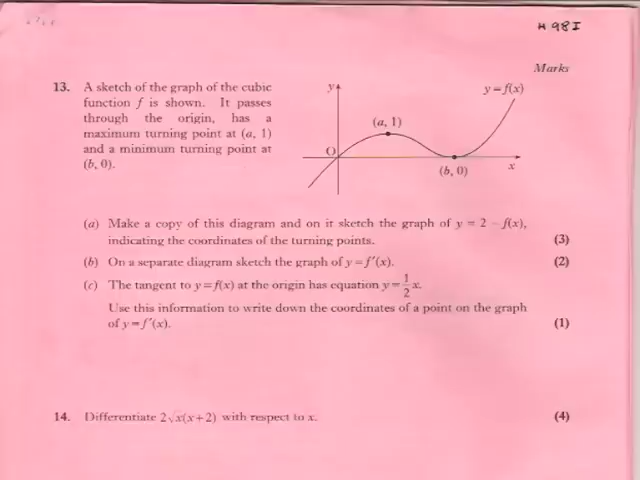 H 98I
Marks
13. A sketch of the graph of the cubic
function f is shown. It passes
through the origin, has a
maximum turning point at (a, 1)
and a minimum turning point at
(b, 0).
y
y = f(x)
(a, 1)
O
(b, 0)
x
(a) Make a copy of this diagram and on it sketch the graph of y = 2 − f(x),
indicating the coordinates of the turning points. (3)
(b) On a separate diagram sketch the graph of y = f′(x). (2)
(c) The tangent to y = f(x) at the origin has equation y = 1/2 x.
Use this information to write down the coordinates of a point on the graph
of y = f′(x). (1)
14. Differentiate 2√x(x+2) with respect to x. (4)